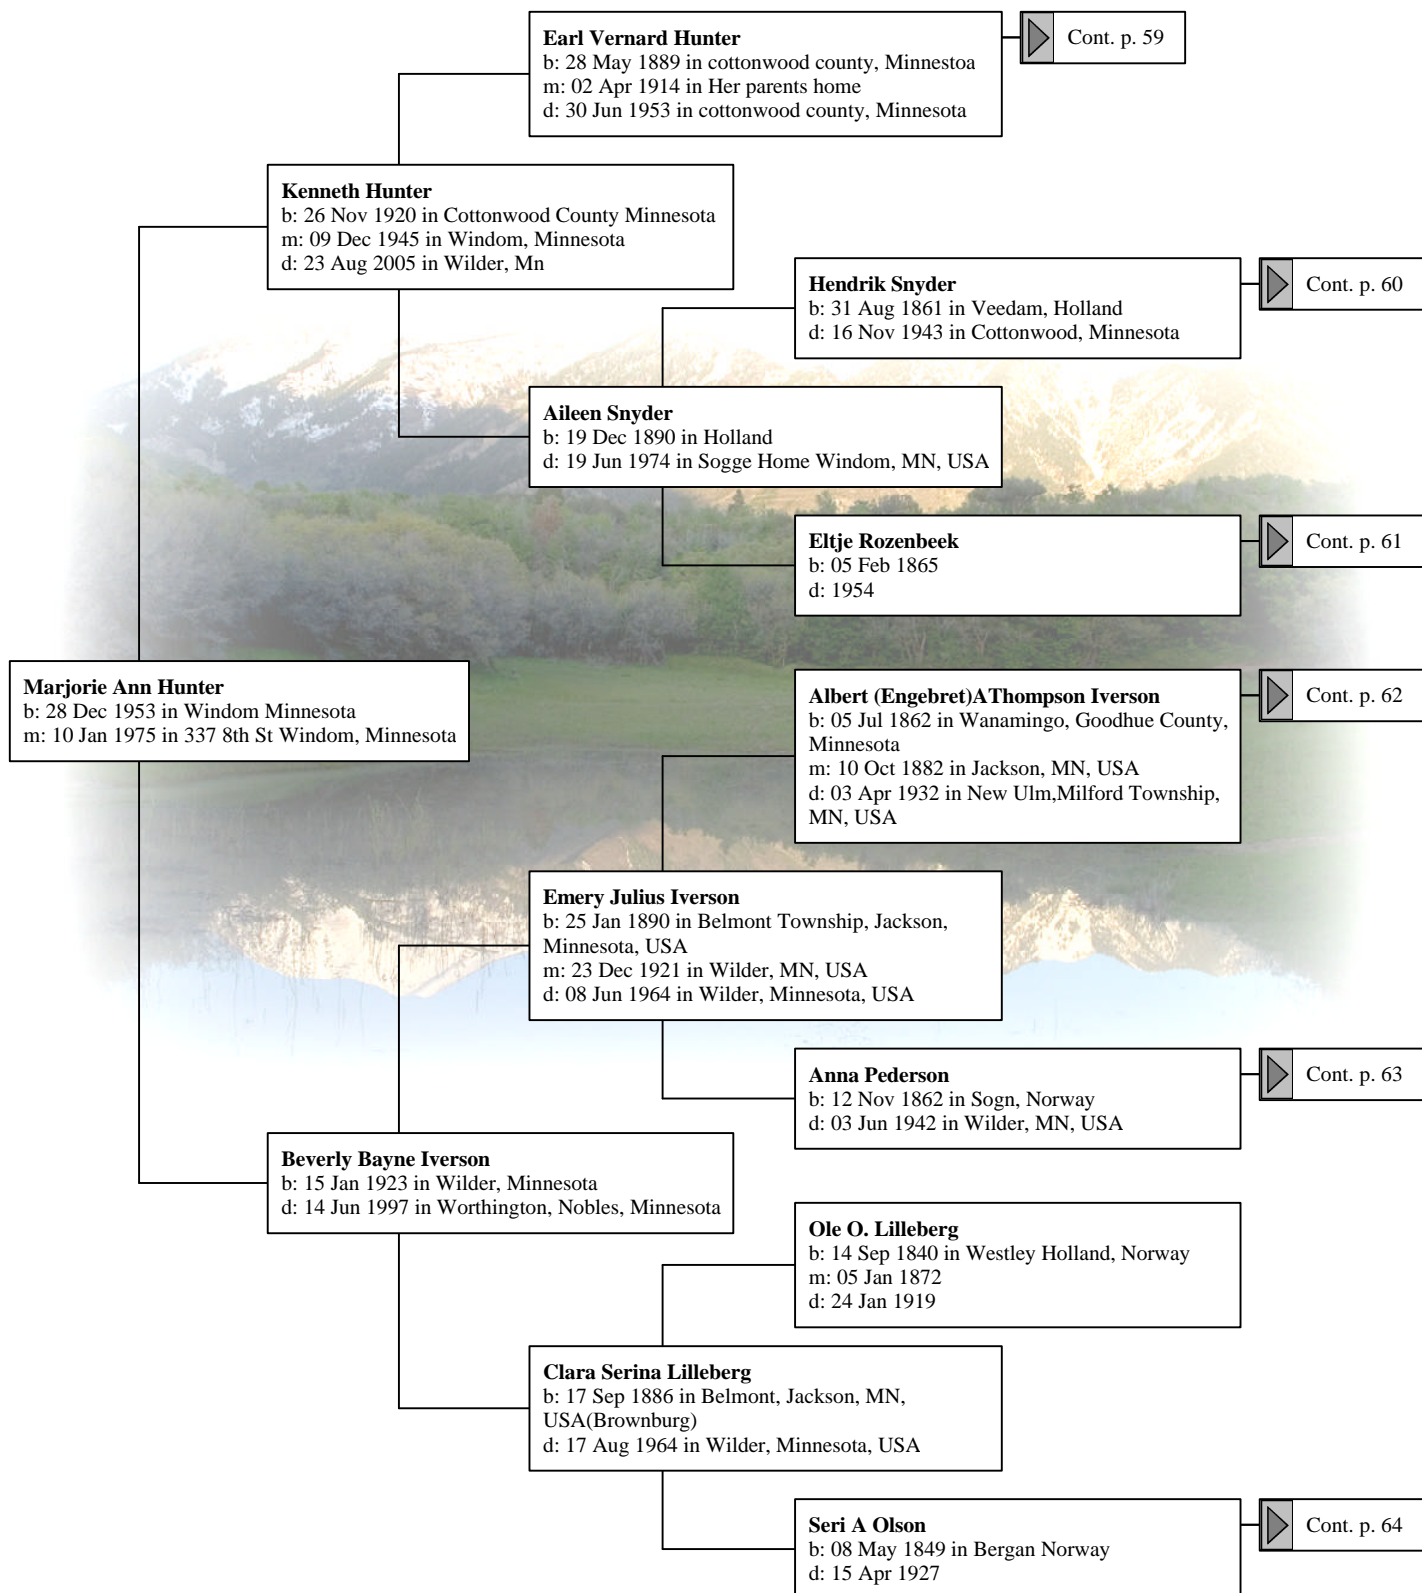 Earl Vernard Hunter
b: 28 May 1889 in cottonwood county, Minnestoa
m: 02 Apr 1914 in Her parents home
d: 30 Jun 1953 in cottonwood county, Minnesota
Cont. p. 59
Kenneth Hunter
b: 26 Nov 1920 in Cottonwood County Minnesota
m: 09 Dec 1945 in Windom, Minnesota
d: 23 Aug 2005 in Wilder, Mn
Hendrik Snyder
b: 31 Aug 1861 in Veedam, Holland
d: 16 Nov 1943 in Cottonwood, Minnesota
Cont. p. 60
Aileen Snyder
b: 19 Dec 1890 in Holland
d: 19 Jun 1974 in Sogge Home Windom, MN, USA
Eltje Rozenbeek
b: 05 Feb 1865
d: 1954
Cont. p. 61
Marjorie Ann Hunter
b: 28 Dec 1953 in Windom Minnesota
m: 10 Jan 1975 in 337 8th St Windom, Minnesota
Albert (Engebret)AThompson Iverson
b: 05 Jul 1862 in Wanamingo, Goodhue County,
Minnesota
m: 10 Oct 1882 in Jackson, MN, USA
d: 03 Apr 1932 in New Ulm,Milford Township,
MN, USA
Cont. p. 62
Emery Julius Iverson
b: 25 Jan 1890 in Belmont Township, Jackson,
Minnesota, USA
m: 23 Dec 1921 in Wilder, MN, USA
d: 08 Jun 1964 in Wilder, Minnesota, USA
Anna Pederson
b: 12 Nov 1862 in Sogn, Norway
d: 03 Jun 1942 in Wilder, MN, USA
Cont. p. 63
Beverly Bayne Iverson
b: 15 Jan 1923 in Wilder, Minnesota
d: 14 Jun 1997 in Worthington, Nobles, Minnesota
Ole O. Lilleberg
b: 14 Sep 1840 in Westley Holland, Norway
m: 05 Jan 1872
d: 24 Jan 1919
Clara Serina Lilleberg
b: 17 Sep 1886 in Belmont, Jackson, MN,
USA(Brownburg)
d: 17 Aug 1964 in Wilder, Minnesota, USA
Seri A Olson
b: 08 May 1849 in Bergan Norway
d: 15 Apr 1927
Cont. p. 64